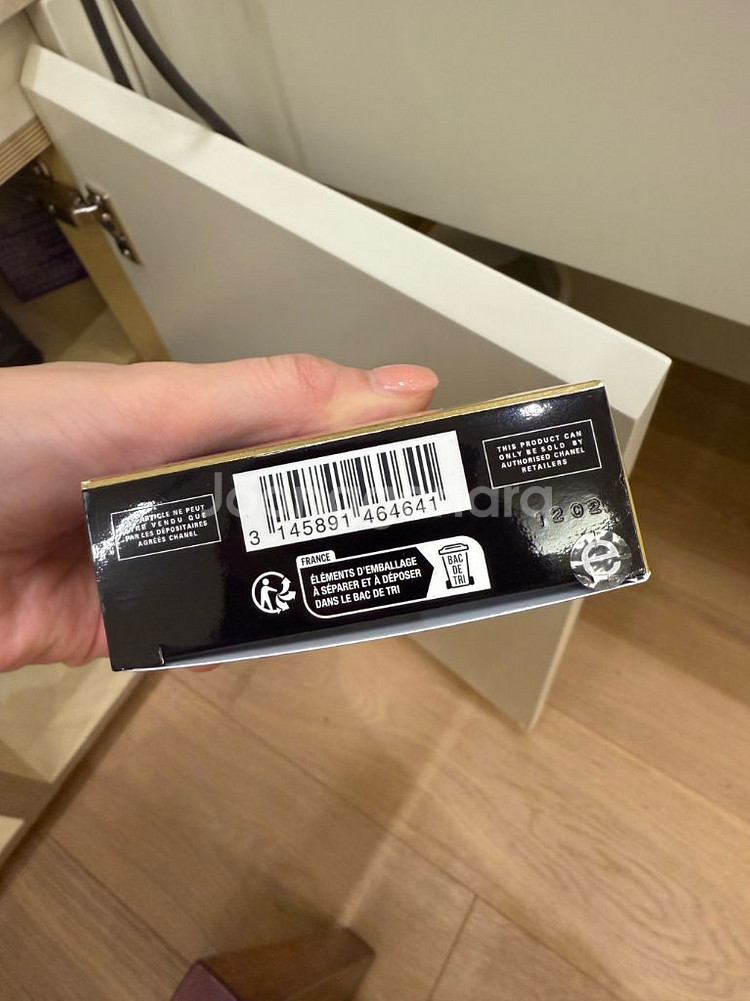 ARTICLE NE PEUT
ÊTRE VENDU QUE
PAR LES DÉPOSITAIRES
AGRÉÉS CHANEL
3 145891 464641
THIS PRODUCT CAN
ONLY BE SOLD BY
AUTHORISED CHANEL
RETAILERS
1202
FRANCE
ÉLÉMENTS D'EMBALLAGE
À SÉPARER ET À DÉPOSER
DANS LE BAC DE TRI
BAC
DE
TRI